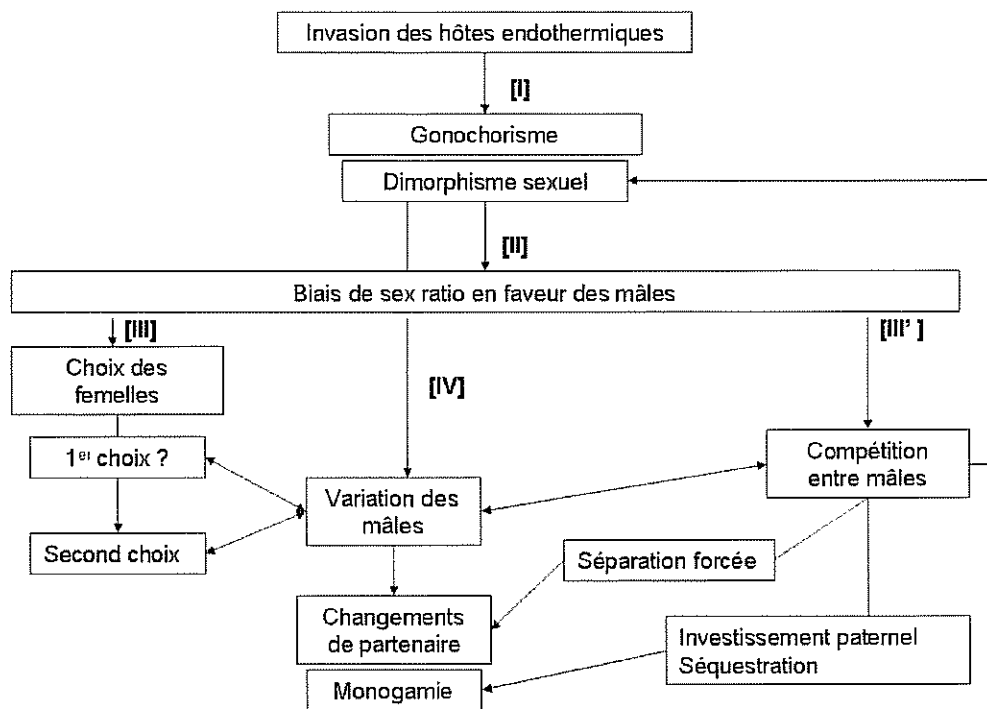 Invasion des hôtes endothermiques
[I]
Gonochorisme
Dimorphisme sexuel
[II]
Biais de sex ratio en faveur des mâles
[III]
[III' ]
Choix des
femelles
[IV]
1er choix ?
Compétition
entre mâles
Variation des
mâles
Second choix
Séparation forcée
Changements
de partenaire
Investissement paternel
Séquestration
Monogamie